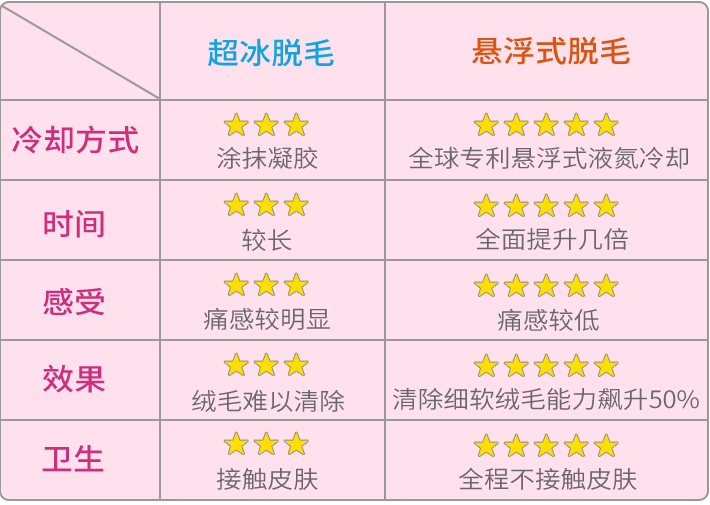 超冰脱毛 悬浮式脱毛
冷却方式
涂抹凝胶 全球专利悬浮式液氮冷却
时间
较长 全面提升几倍
感受
痛感较明显 痛感较低
效果
绒毛难以清除 清除细软绒毛能力飙升50%
卫生
接触皮肤 全程不接触皮肤